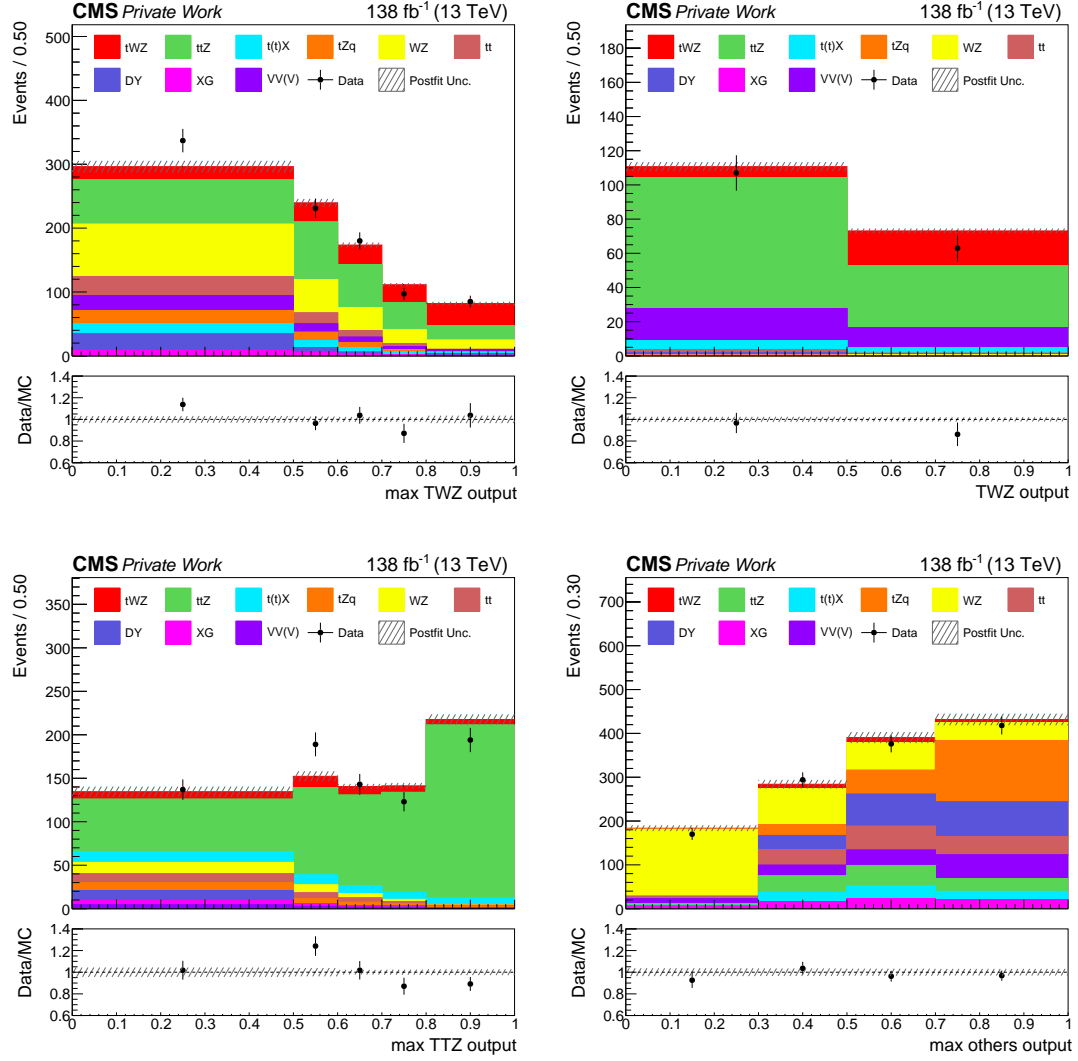 CMS Private Work 138 fb⁻¹ (13 TeV)
Events / 0.50
500
400
300
200
100
0
tWZ ttZ t(t)X tZq WZ tt
DY XG VV(V) Data Postfit Unc.
Data/MC
1.4
1.2
1
0.8
0.6
0 0.1 0.2 0.3 0.4 0.5 0.6 0.7 0.8 0.9 1
max TWZ output
CMS Private Work 138 fb⁻¹ (13 TeV)
Events / 0.50
180
160
140
120
100
80
60
40
20
0
tWZ ttZ t(t)X tZq WZ tt
DY XG VV(V) Data Postfit Unc.
Data/MC
1.4
1.2
1
0.8
0.6
0 0.1 0.2 0.3 0.4 0.5 0.6 0.7 0.8 0.9 1
TWZ output
CMS Private Work 138 fb⁻¹ (13 TeV)
Events / 0.50
350
300
250
200
150
100
50
0
tWZ ttZ t(t)X tZq WZ tt
DY XG VV(V) Data Postfit Unc.
Data/MC
1.4
1.2
1
0.8
0.6
0 0.1 0.2 0.3 0.4 0.5 0.6 0.7 0.8 0.9 1
max TTZ output
CMS Private Work 138 fb⁻¹ (13 TeV)
Events / 0.30
700
600
500
400
300
200
100
0
tWZ ttZ t(t)X tZq WZ tt
DY XG VV(V) Data Postfit Unc.
Data/MC
1.4
1.2
1
0.8
0.6
0 0.1 0.2 0.3 0.4 0.5 0.6 0.7 0.8 0.9 1
max others output